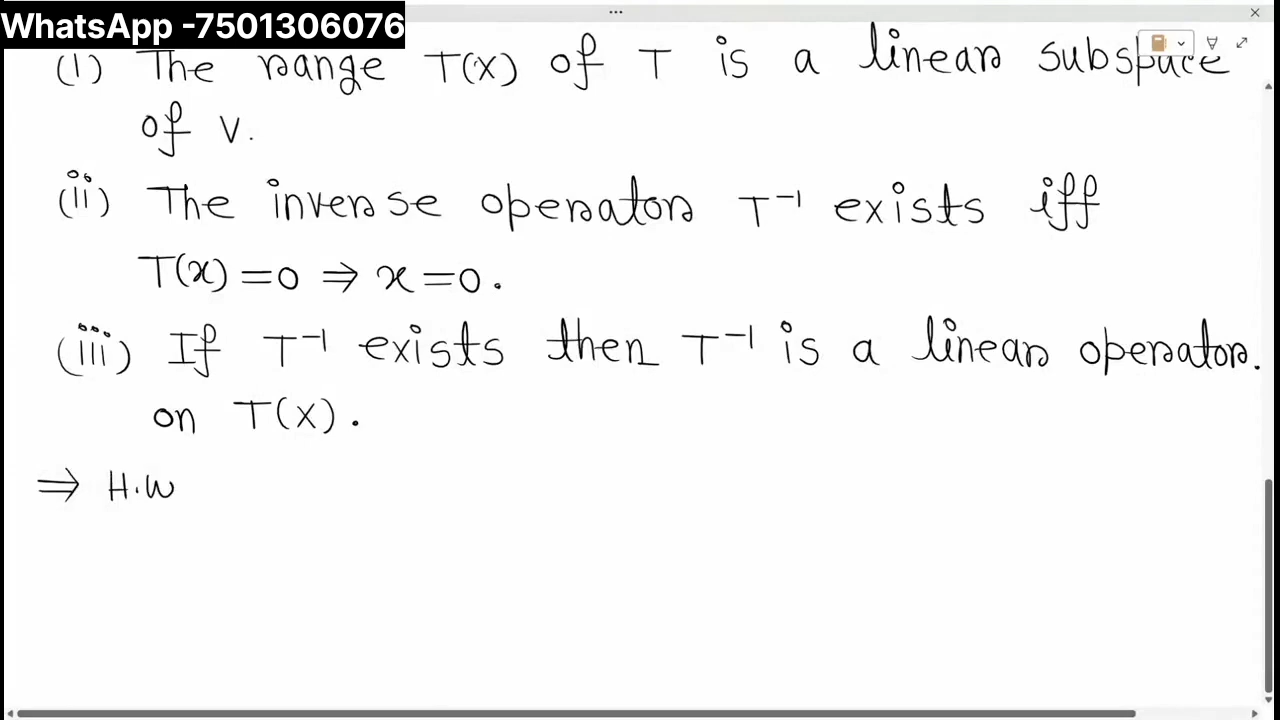 WhatsApp -7501306076
(i) The range T(X) of T is a linear subspace
of V.
(ii) The inverse operator T⁻¹ exists iff
T(x)=0 ⇒ x=0.
(iii) If T⁻¹ exists then T⁻¹ is a linear operator.
on T(X).
⇒ H.W